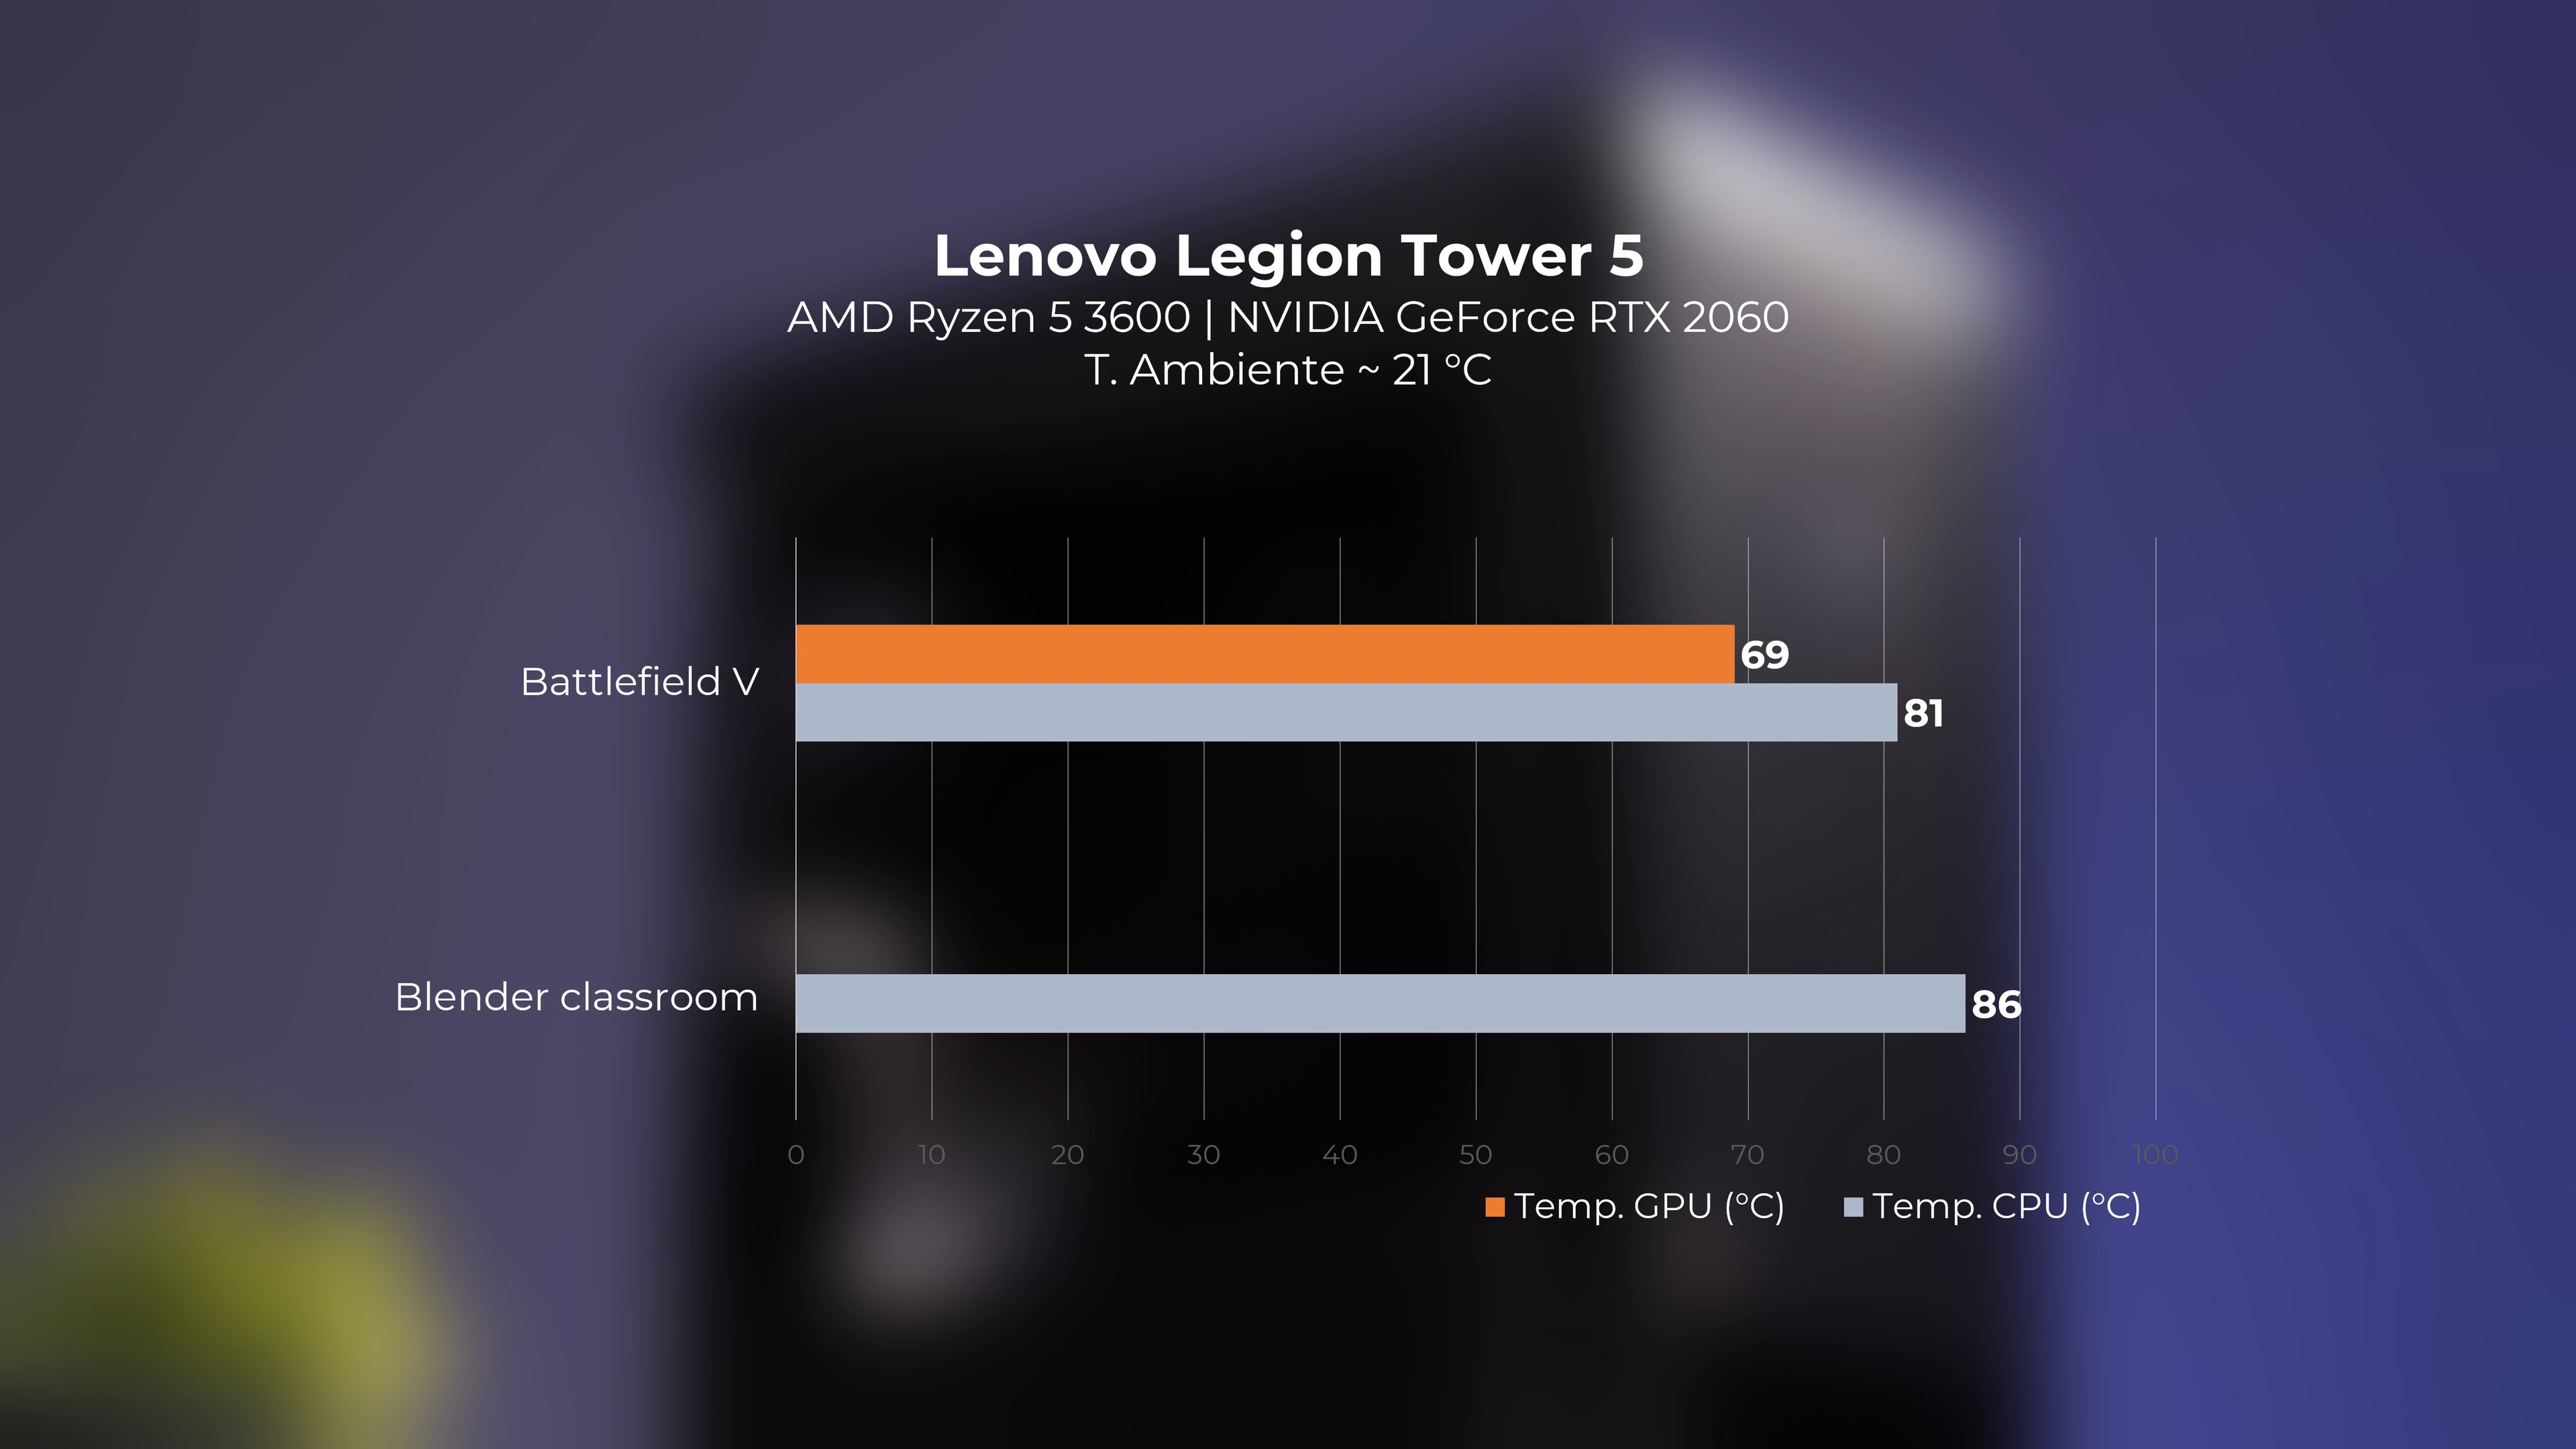 Lenovo Legion Tower 5
AMD Ryzen 5 3600 | NVIDIA GeForce RTX 2060
T. Ambiente ~ 21 °C
Battlefield V
69
81
Blender classroom
86
0 10 20 30 40 50 60 70 80 90 100
Temp. GPU (°C) Temp. CPU (°C)